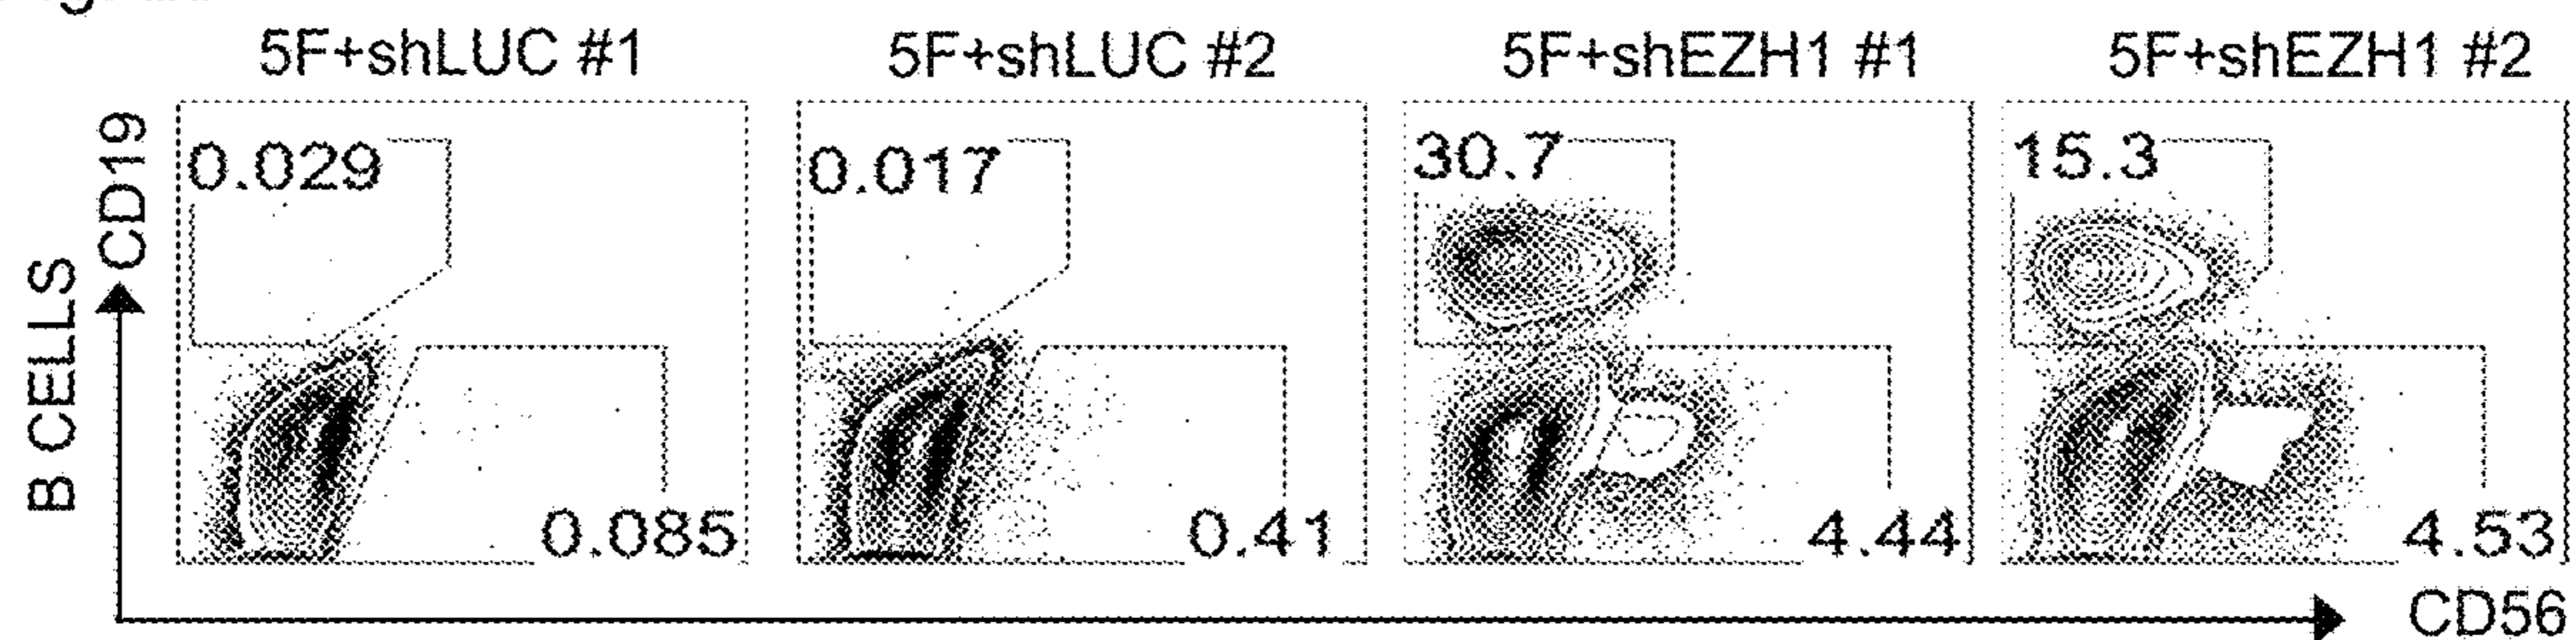 5F+shLUC #1 5F+shLUC #2 5F+shEZH1 #1 5F+shEZH1 #2
B CELLS
CD19
0.029 0.017 30.7 15.3
0.085 0.41 4.44 4.53
CD56